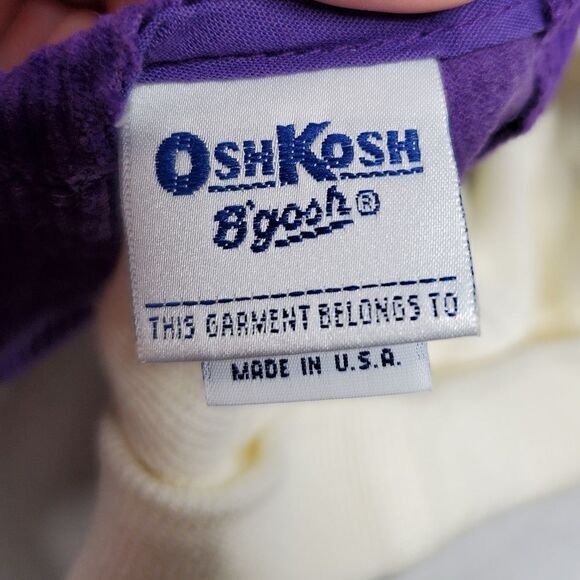 OSHKOSH
B'gosh®
THIS GARMENT BELONGS TO
MADE IN U.S.A.